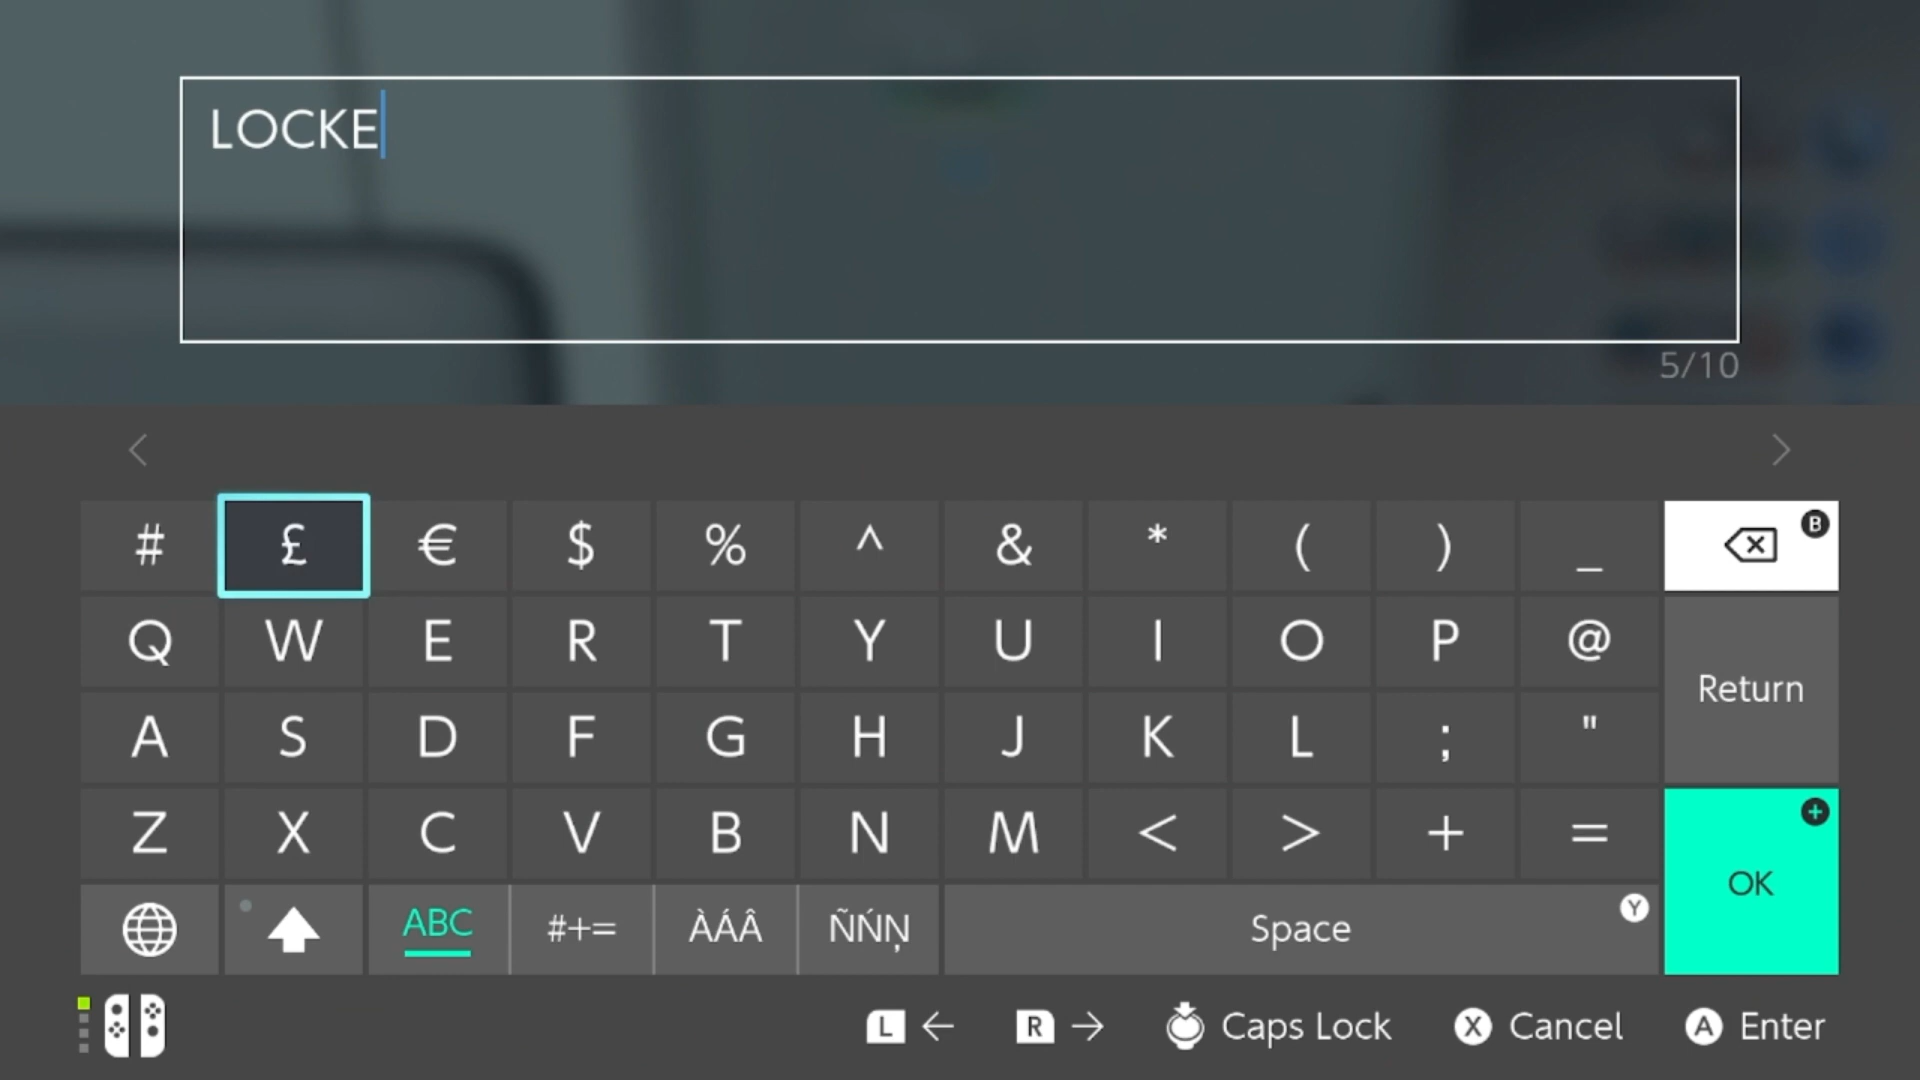 LOCKE
5/10
# £ € $ % ^ & * ( ) _ B
Q W E R T Y U I O P @
Return
A S D F G H J K L ; "
Z X C V B N M < > + =
OK
ABC #+= ÀÁÂ ÑŃŅ Space Y
L ← R → Caps Lock X Cancel A Enter